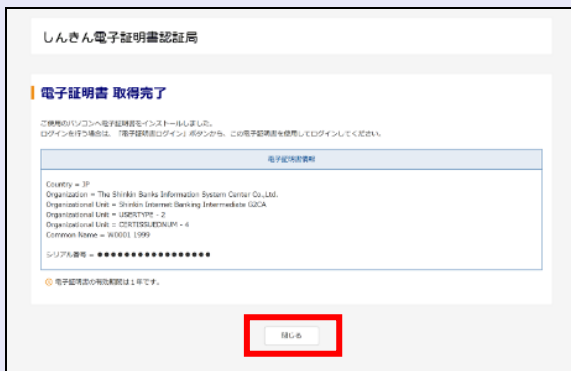 しんきん電子証明書認証局
電子証明書 取得完了
ご使用のパソコンへ電子証明書をインストールしました。
ログインを行う場合は、「電子証明書ログイン」ボタンから、この電子証明書を使用してログインしてください。
電子証明書情報
Country = JP
Organization = The Shinkin Banks Information System Center Co.,Ltd.
Organizational Unit = Shinkin Internet Banking Intermediate G2CA
Organizational Unit = USERTYPE - 2
Organizational Unit = CERTISSUEDNUM - 4
Common Name = W0001 1999
シリアル番号 = ●●●●●●●●●●●●●●●●●
電子証明書の有効期間は1年です。
閉じる